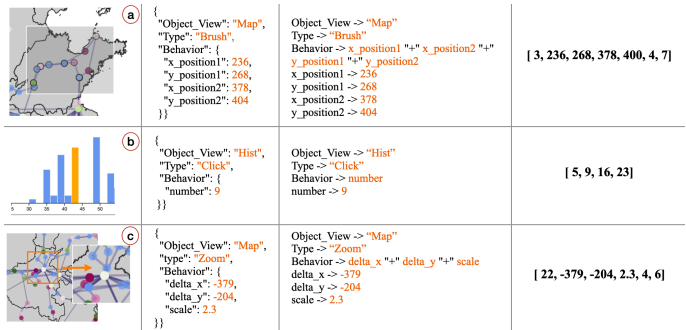 a
{
"Object_View": "Map",
"Type": "Brush",
"Behavior": {
"x_position1": 236,
"y_position1": 268,
"x_position2": 378,
"y_position2": 404
}}
Object_View -> “Map”
Type -> “Brush”
Behavior -> x_position1 "+" x_position2 "+"
y_position1 "+" y_position2
x_position1 -> 236
y_position1 -> 268
x_position2 -> 378
y_position2 -> 404
[ 3, 236, 268, 378, 400, 4, 7]
b
5 30 35 40 45 50
{
"Object_View": "Hist",
"Type": "Click",
"Behavior": {
"number": 9
}}
Object_View -> “Hist”
Type -> “Click”
Behavior -> number
number -> 9
[ 5, 9, 16, 23]
c
{
"Object_View": "Map",
"type": "Zoom",
"Behavior": {
"delta_x": -379,
"delta_y": -204,
"scale": 2.3
}}
Object_View -> “Map”
Type -> “Zoom”
Behavior -> delta_x "+" delta_y "+" scale
delta_x -> -379
delta_y -> -204
scale -> 2.3
[ 22, -379, -204, 2.3, 4, 6]